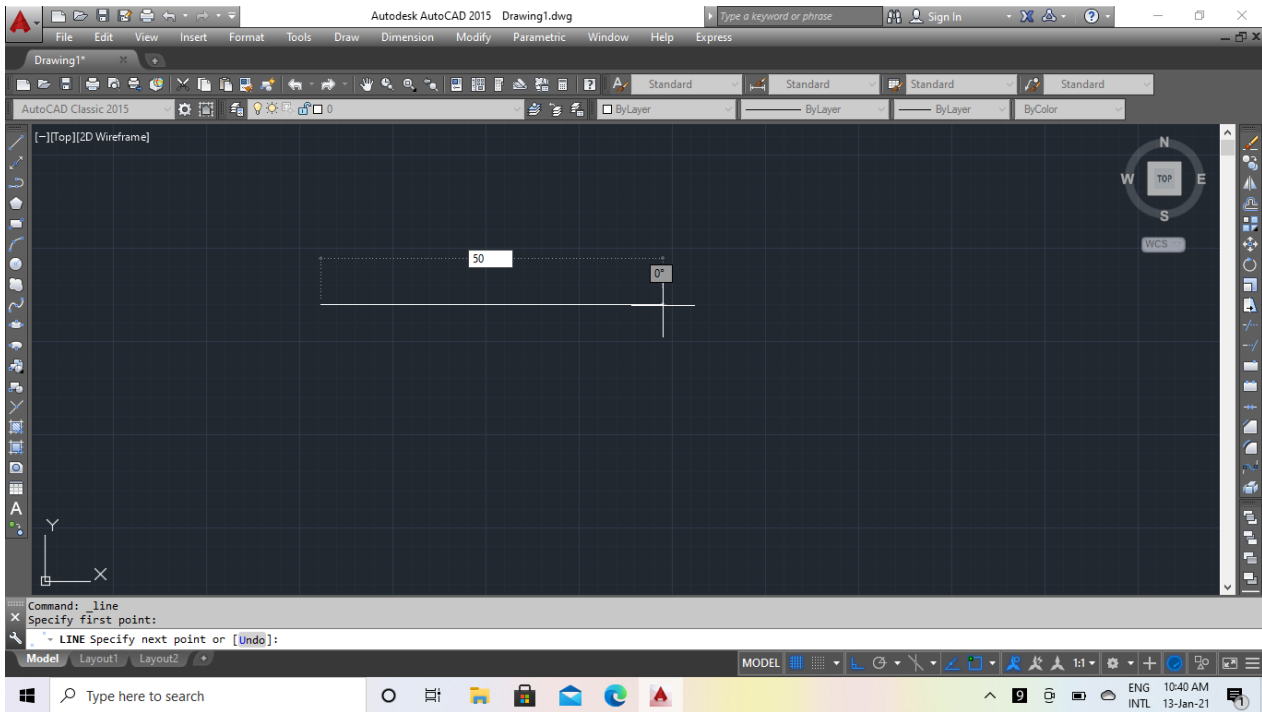 Autodesk AutoCAD 2015 Drawing1.dwg Type a keyword or phrase Sign In
File Edit View Insert Format Tools Draw Dimension Modify Parametric Window Help Express
Drawing1*
Standard Standard Standard Standard
AutoCAD Classic 2015 0 ByLayer ByLayer ByLayer ByColor
[−][Top][2D Wireframe]
N
W TOP E
S
WCS
50
0°
Y
X
Command: _line
Specify first point:
LINE Specify next point or [Undo]:
Model Layout1 Layout2 + MODEL 1:1
Type here to search 9 ENG 10:40 AM
INTL 13-Jan-21 1